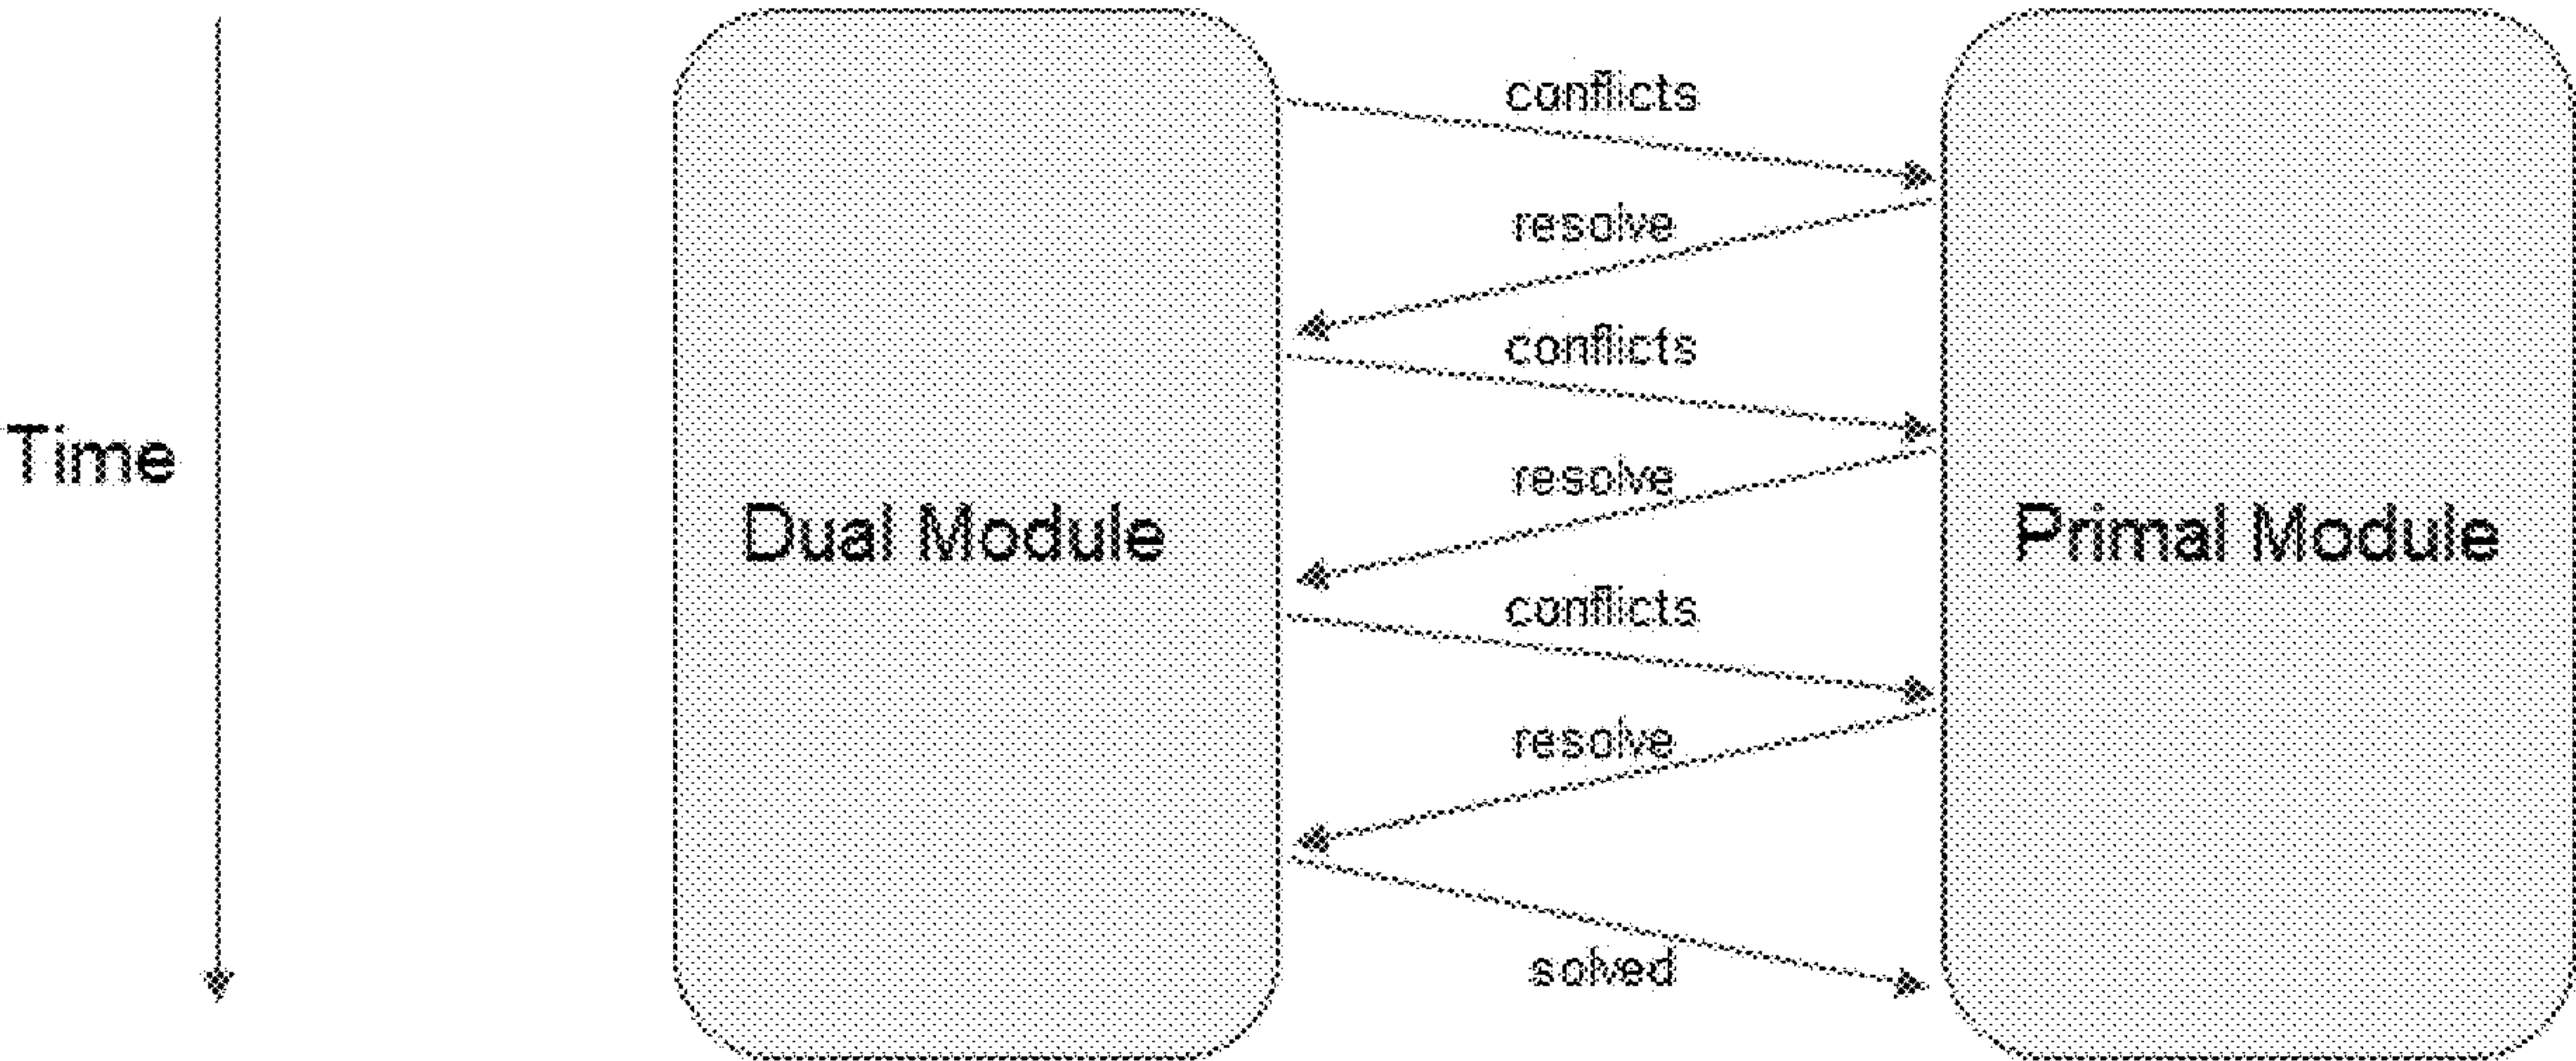 conflicts
resolve
conflicts
Time
resolve
Dual Module
Primal Module
conflicts
resolve
solved